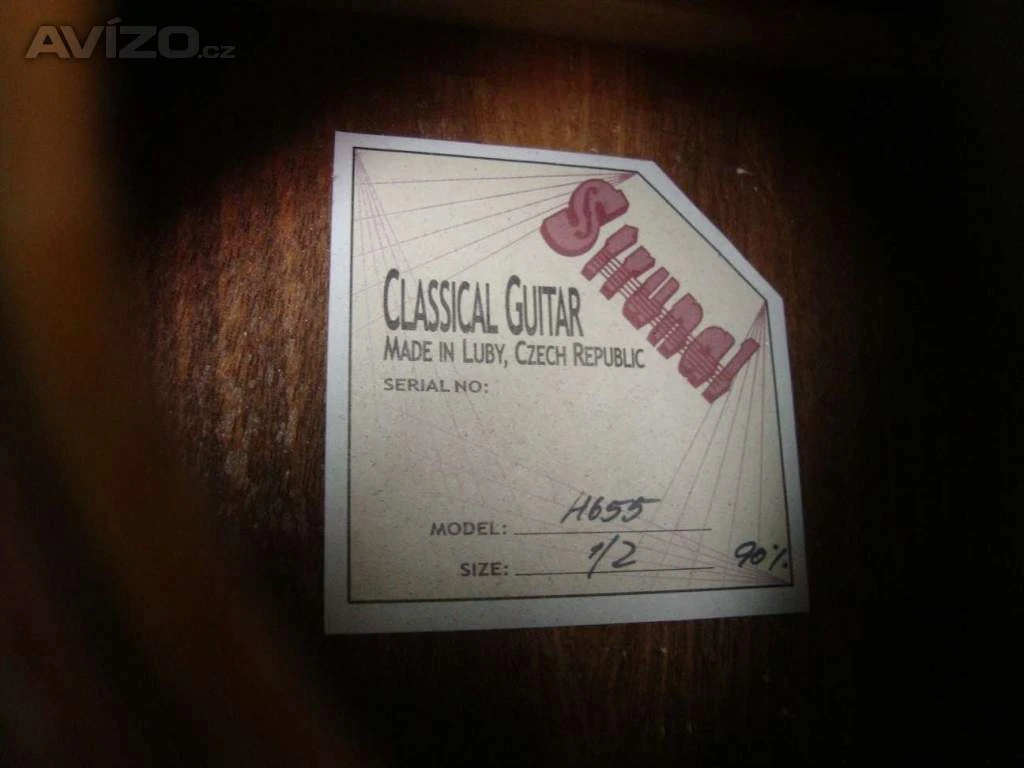 AVÍZO.cz
Strunal
CLASSICAL GUITAR
MADE IN LUBY, CZECH REPUBLIC
SERIAL NO:
MODEL: H655
SIZE: 1/2
90%